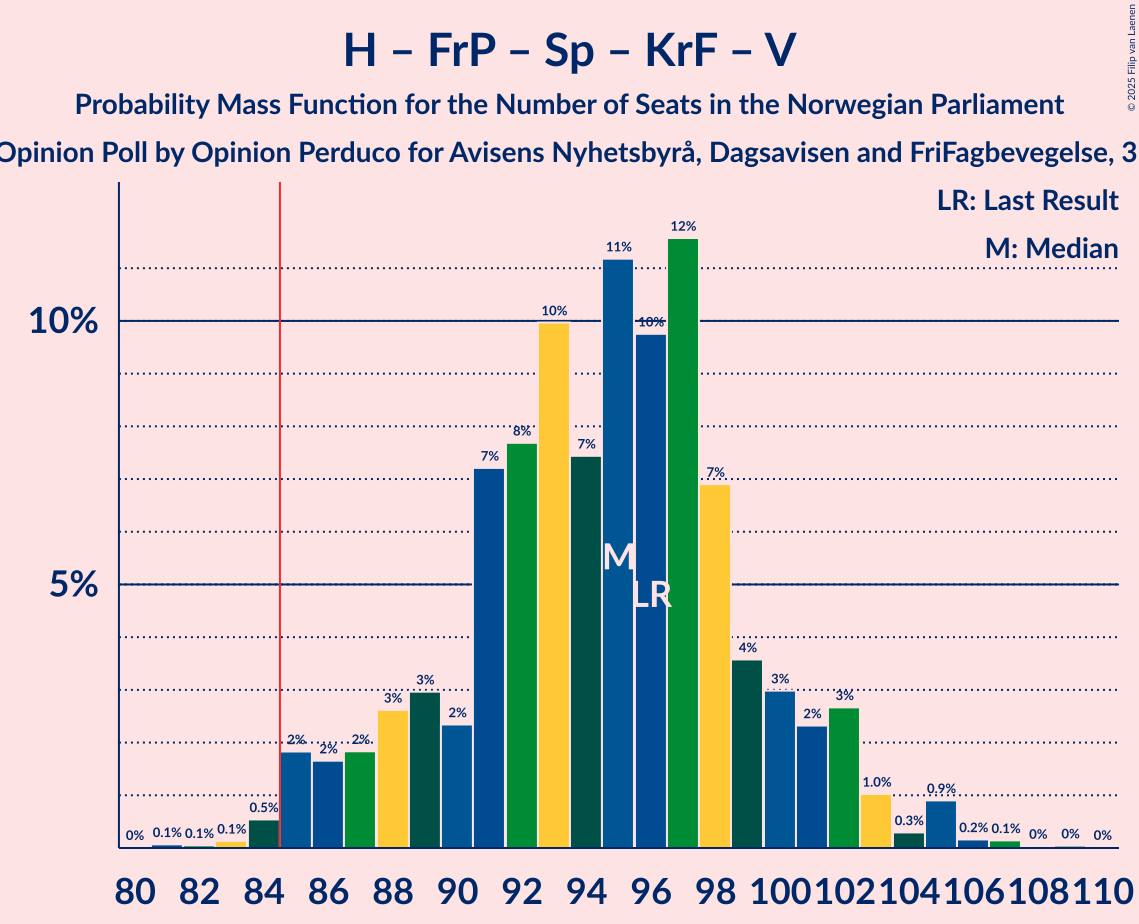 H – FrP – Sp – KrF – V
Probability Mass Function for the Number of Seats in the Norwegian Parliament
Opinion Poll by Opinion Perduco for Avisens Nyhetsbyrå, Dagsavisen and FriFagbevegelse, 3
© 2025 Filip van Laenen
LR: Last Result
M: Median
10%
5%
0% 0.1% 0.1% 0.1% 0.5% 2% 2% 2% 3% 3% 2% 7% 8% 10% 7% 11% 10% 12% 7% 4% 3% 2% 3% 1.0% 0.3% 0.9% 0.2% 0.1% 0% 0% 0%
M
LR
80 82 84 86 88 90 92 94 96 98 100 102 104 106 108 110